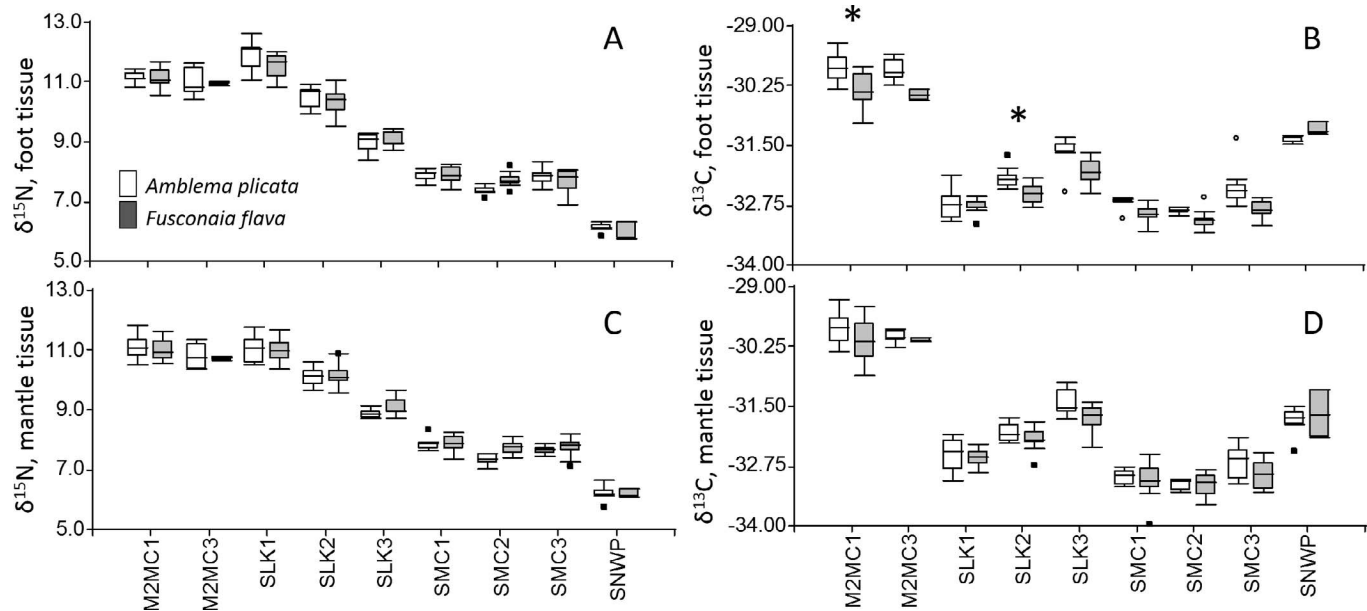 13.0
11.0
9.0
7.0
5.0
δ¹⁵N, foot tissue
A
Amblema plicata
Fusconaia flava
-29.00
-30.25
-31.50
-32.75
-34.00
δ¹³C, foot tissue
*
*
B
13.0
11.0
9.0
7.0
5.0
δ¹⁵N, mantle tissue
C
M2MC1
M2MC3
SLK1
SLK2
SLK3
SMC1
SMC2
SMC3
SNWP
-29.00
-30.25
-31.50
-32.75
-34.00
δ¹³C, mantle tissue
D
M2MC1
M2MC3
SLK1
SLK2
SLK3
SMC1
SMC2
SMC3
SNWP